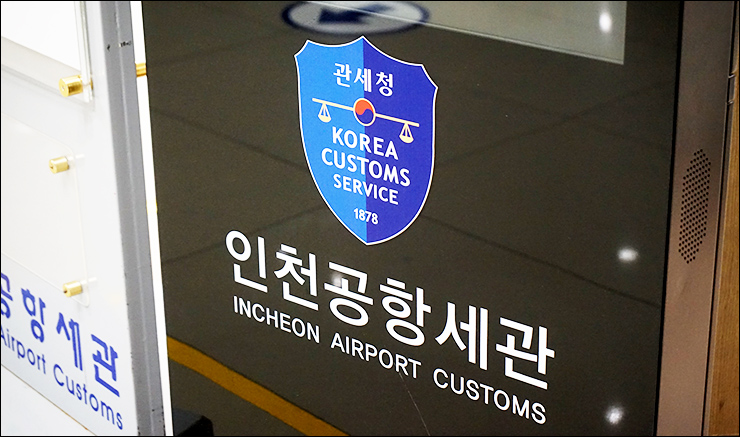 관세청
KOREA
CUSTOMS
SERVICE
1878
인천공항세관
INCHEON AIRPORT CUSTOMS
공항세관
Airport Customs